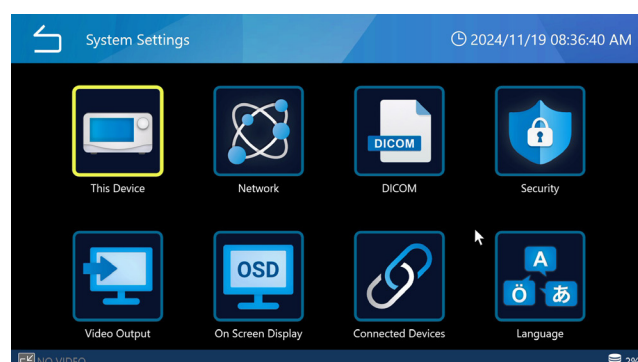 System Settings
2024/11/19 08:36:40 AM
DICOM
This Device
Network
DICOM
Security
OSD
A
Ö あ
Video Output
On Screen Display
Connected Devices
Language
NO VIDEO
2%